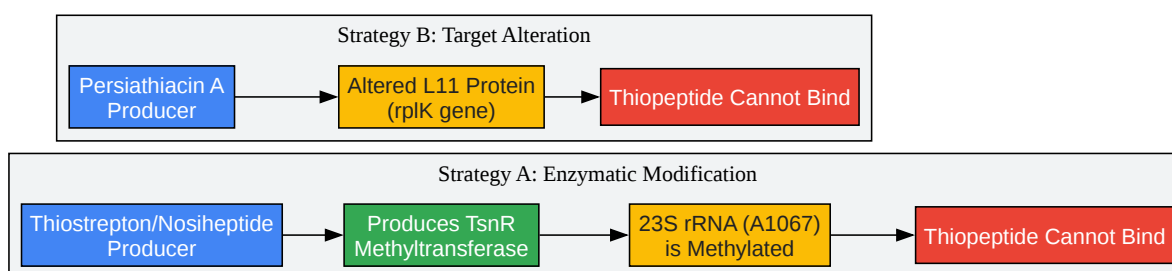 Strategy B: Target Alteration
Persiathiacin A
Producer
Altered L11 Protein
(rplK gene)
Thiopeptide Cannot Bind
Strategy A: Enzymatic Modification
Thiostrepton/Nosiheptide
Producer
Produces TsnR
Methyltransferase
23S rRNA (A1067)
is Methylated
Thiopeptide Cannot Bind